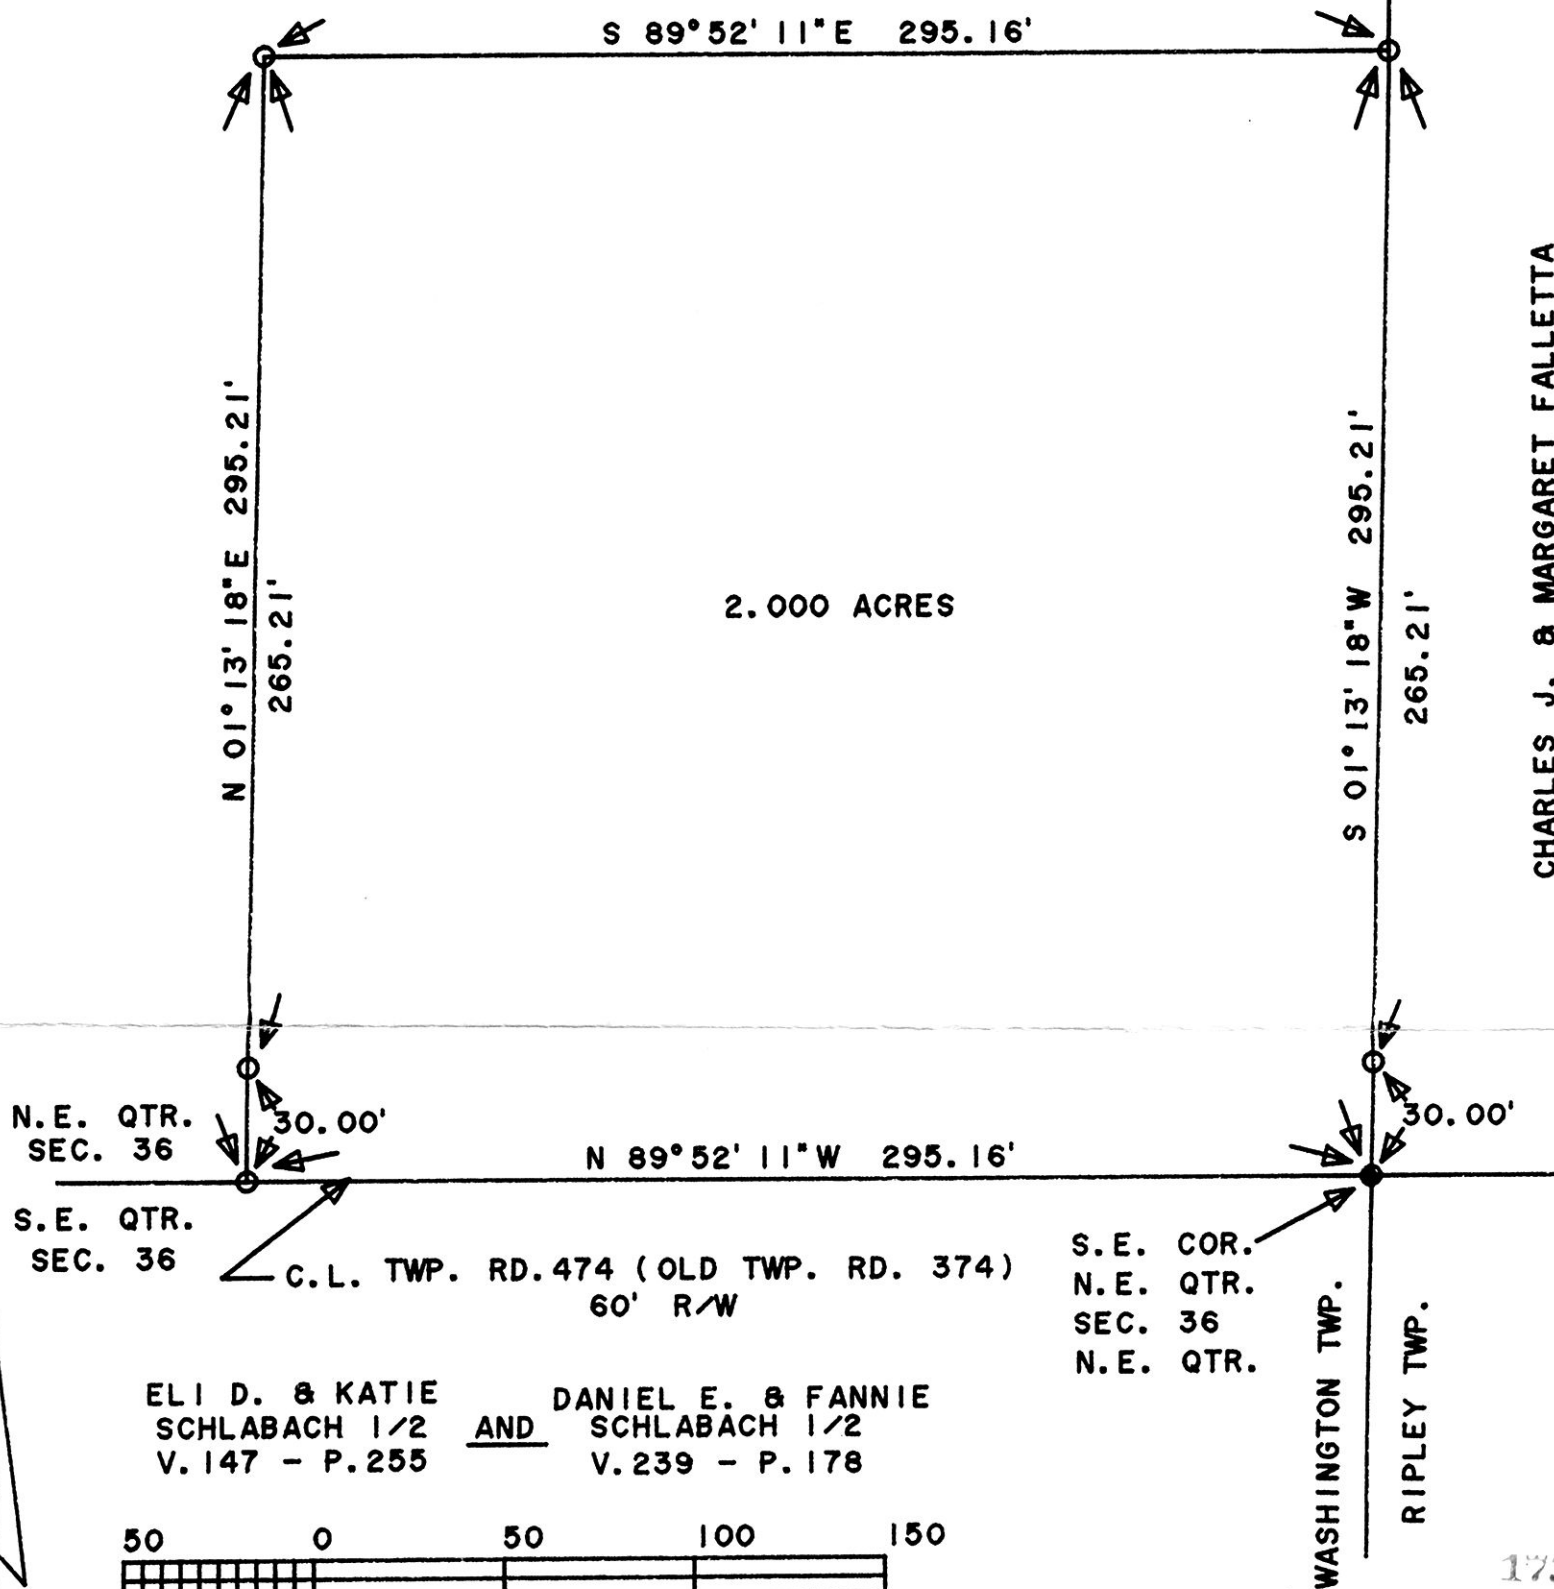 S 89°52' 11"E 295.16'
N 01° 13' 18"E 295.21'
265.21'
2.000 ACRES
S 01° 13' 18"W 295.21'
265.21'
CHARLES J. & MARGARET FALLETTA
N.E. QTR.
SEC. 36
30.00'
30.00'
N 89°52' 11"W 295.16'
S.E. QTR.
SEC. 36
C.L. TWP. RD. 474 (OLD TWP. RD. 374)
60' R/W
S.E. COR.
N.E. QTR.
SEC. 36
N.E. QTR.
WASHINGTON TWP.
RIPLEY TWP.
ELI D. & KATIE
SCHLABACH 1/2
V. 147 - P. 255
AND
DANIEL E. & FANNIE
SCHLABACH 1/2
V. 239 - P. 178
50 0 50 100 150